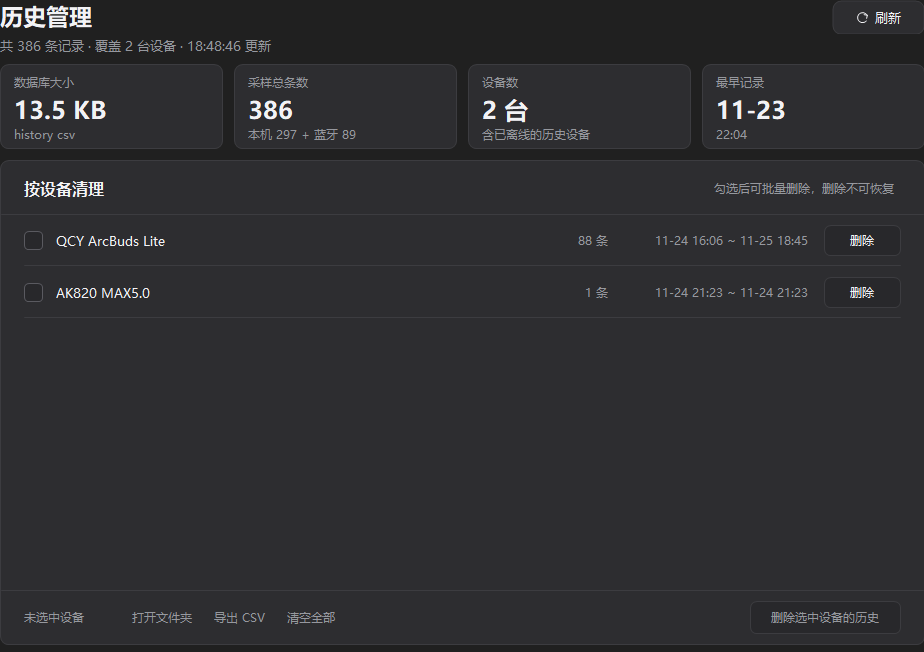 历史管理
刷新
共 386 条记录 · 覆盖 2 台设备 · 18:48:46 更新
数据库大小
13.5 KB
history csv
采样总条数
386
本机 297 + 蓝牙 89
设备数
2 台
含已离线的历史设备
最早记录
11-23
22:04
按设备清理
勾选后可批量删除，删除不可恢复
QCY ArcBuds Lite 88 条 11-24 16:06 ~ 11-25 18:45 删除
AK820 MAX5.0 1 条 11-24 21:23 ~ 11-24 21:23 删除
未选中设备 打开文件夹 导出 CSV 清空全部 删除选中设备的历史